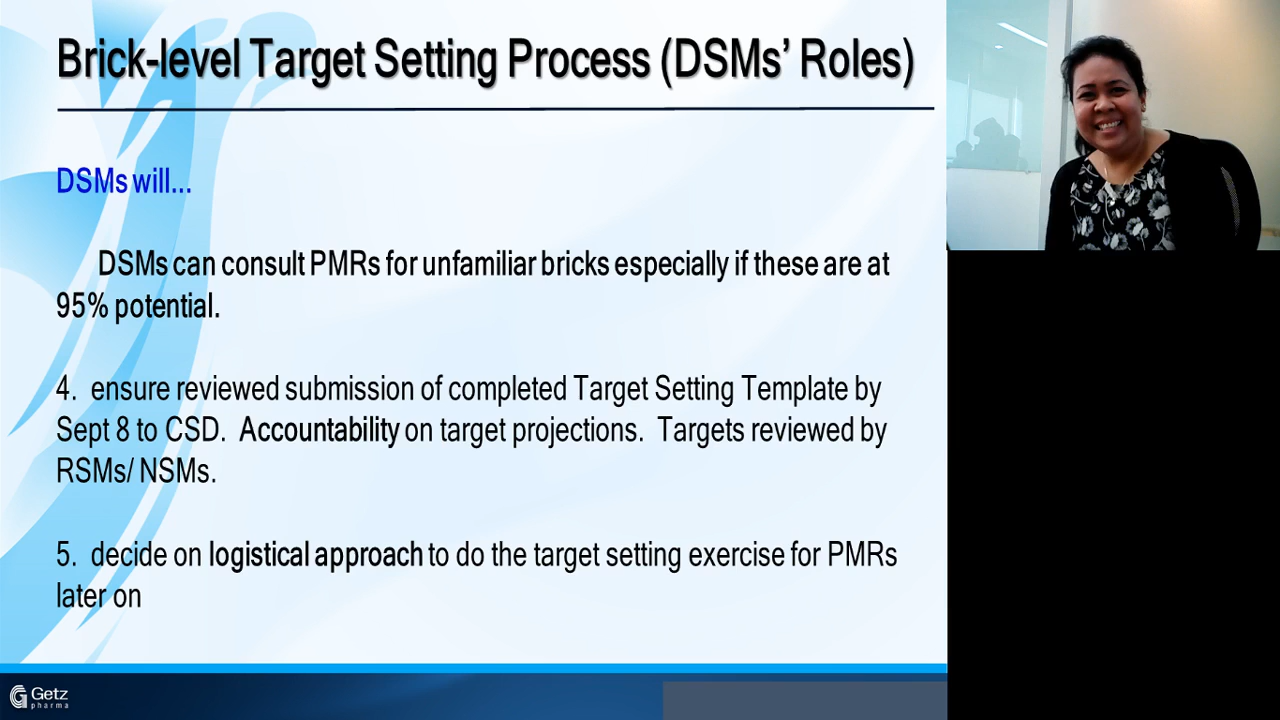 Brick-level Target Setting Process (DSMs’ Roles)
DSMs will...
DSMs can consult PMRs for unfamiliar bricks especially if these are at
95% potential.
4. ensure reviewed submission of completed Target Setting Template by
Sept 8 to CSD. Accountability on target projections. Targets reviewed by
RSMs/ NSMs.
5. decide on logistical approach to do the target setting exercise for PMRs
later on
Getz
pharma